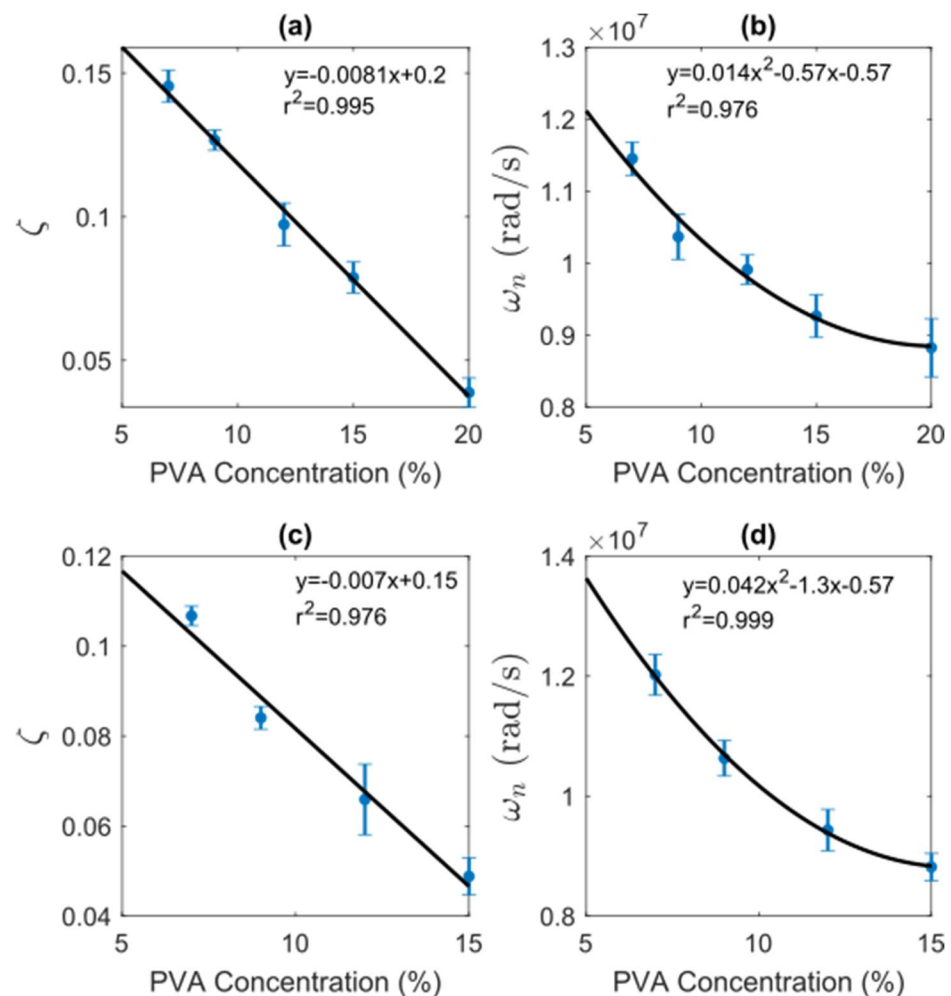 (a)
y=-0.0081x+0.2
r²=0.995
0.15
0.1
0.05
ζ
5 10 15 20
PVA Concentration (%)
(b)
×10⁷
y=0.014x²-0.57x-0.57
r²=0.976
1.3
1.2
1.1
1
0.9
0.8
ωₙ (rad/s)
5 10 15 20
PVA Concentration (%)
(c)
y=-0.007x+0.15
r²=0.976
0.12
0.1
0.08
0.06
0.04
ζ
5 10 15
PVA Concentration (%)
(d)
×10⁷
y=0.042x²-1.3x-0.57
r²=0.999
1.4
1.2
1
0.8
ωₙ (rad/s)
5 10 15
PVA Concentration (%)